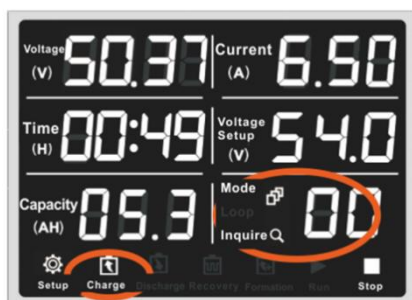 Voltage (V) 50.37 Current (A) 6.50
Time (H) 00:49 Voltage Setup (V) 54.0
Capacity (AH) 05.3 Mode 00
Loop
Inquire
Setup Charge Discharge Recovery Formation Run Stop